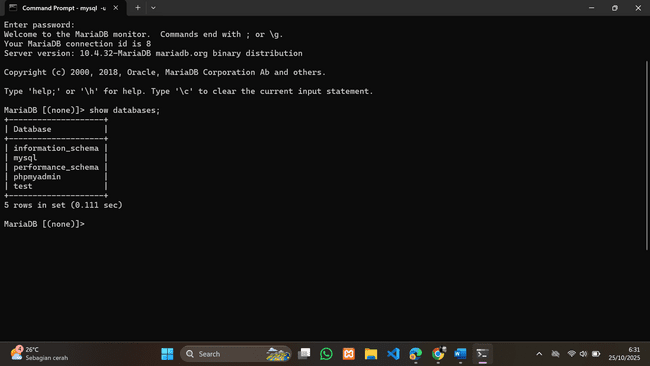 Command Prompt - mysql -u
Enter password:
Welcome to the MariaDB monitor.  Commands end with ; or \g.
Your MariaDB connection id is 8
Server version: 10.4.32-MariaDB mariadb.org binary distribution
Copyright (c) 2000, 2018, Oracle, MariaDB Corporation Ab and others.
Type 'help;' or '\h' for help. Type '\c' to clear the current input statement.
MariaDB [(none)]> show databases;
+--------------------+
| Database           |
+--------------------+
| information_schema |
| mysql              |
| performance_schema |
| phpmyadmin         |
| test               |
+--------------------+
5 rows in set (0.111 sec)
MariaDB [(none)]>
26°C
Sebagian cerah
Search
6:31
25/10/2025